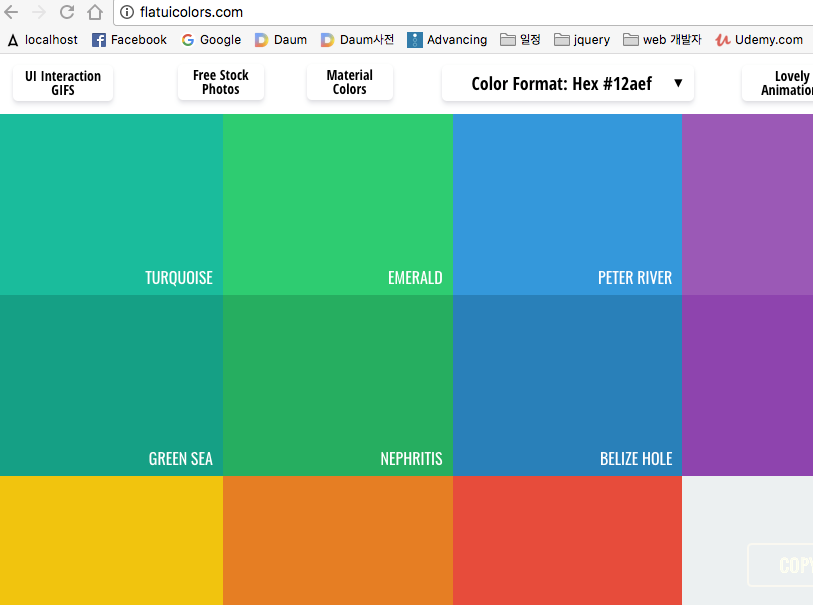 flatuicolors.com
localhost Facebook Google Daum Daum사전 Advancing 일정 jquery web 개발자 Udemy.com
UI Interaction
GIFS
Free Stock
Photos
Material
Colors
Color Format: Hex #12aef ▼
Lovely
TURQUOISE EMERALD PETER RIVER
GREEN SEA NEPHRITIS BELIZE HOLE